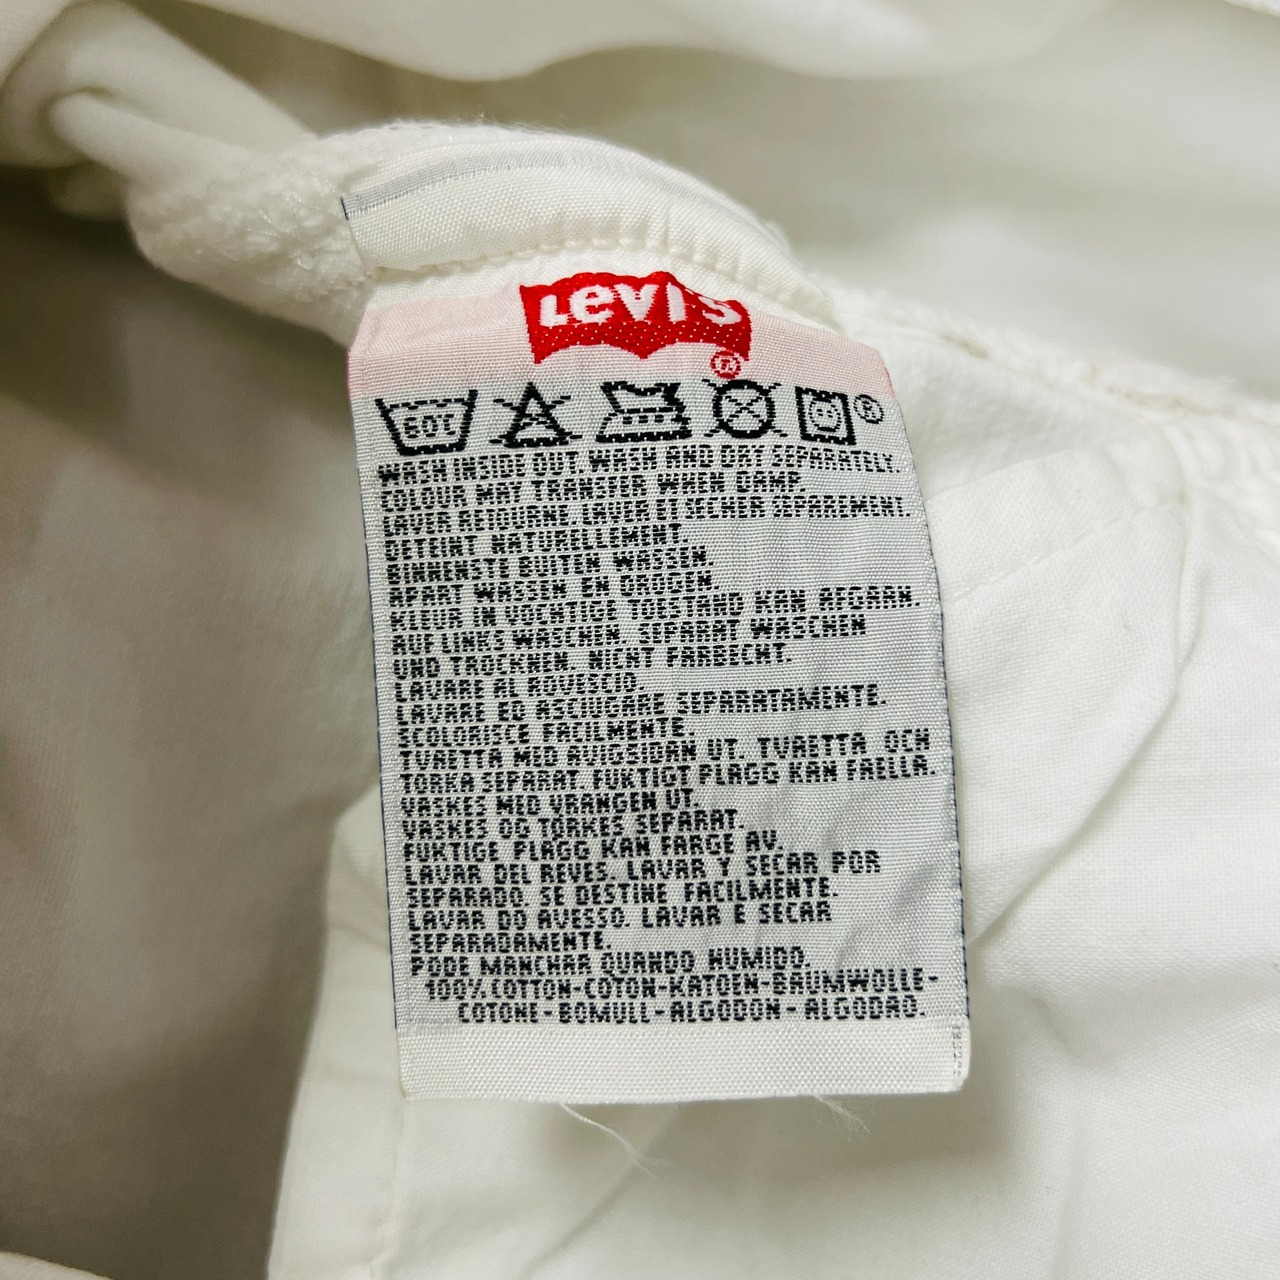 Levi's
®
60°C
®
WASH INSIDE OUT. WASH AND DRY SEPARATELY.
COLOUR MAY TRANSFER WHEN DAMP.
LAVER RETOURNE. LAVER ET SECHER SEPAREMENT.
DETEINT NATURELLEMENT.
BINNENSTE BUITEN WASSEN.
APART WASSEN EN DROGEN.
KLEUR IN VOCHTIGE TOESTAND KAN AFGAAN.
AUF LINKS WASCHEN. SEPARAT WASCHEN
UND TROCKNEN. NICHT FARBECHT.
LAVARE AL ROVESCIO.
LAVARE ED ASCIUGARE SEPARATAMENTE.
SCOLORISCE FACILMENTE.
TVAETTA MED AVIGSIDAN UT. TVAETTA OCH
TORKA SEPARAT. FUKTIGT PLAGG KAN FAELLA.
VASKES MED VRANGEN UT.
VASKES OG TORKES SEPARAT.
FUKTIGE PLAGG KAN FARGE AV.
LAVAR DEL REVES. LAVAR Y SECAR POR
SEPARADO. SE DESTINE FACILMENTE.
LAVAR DO AVESSO. LAVAR E SECAR
SEPARADAMENTE.
PODE MANCHAR QUANDO HUMIDO.
100% COTTON-COTON-KATOEN-BAUMWOLLE-
COTONE-BOMULL-ALGODON-ALGODAO.